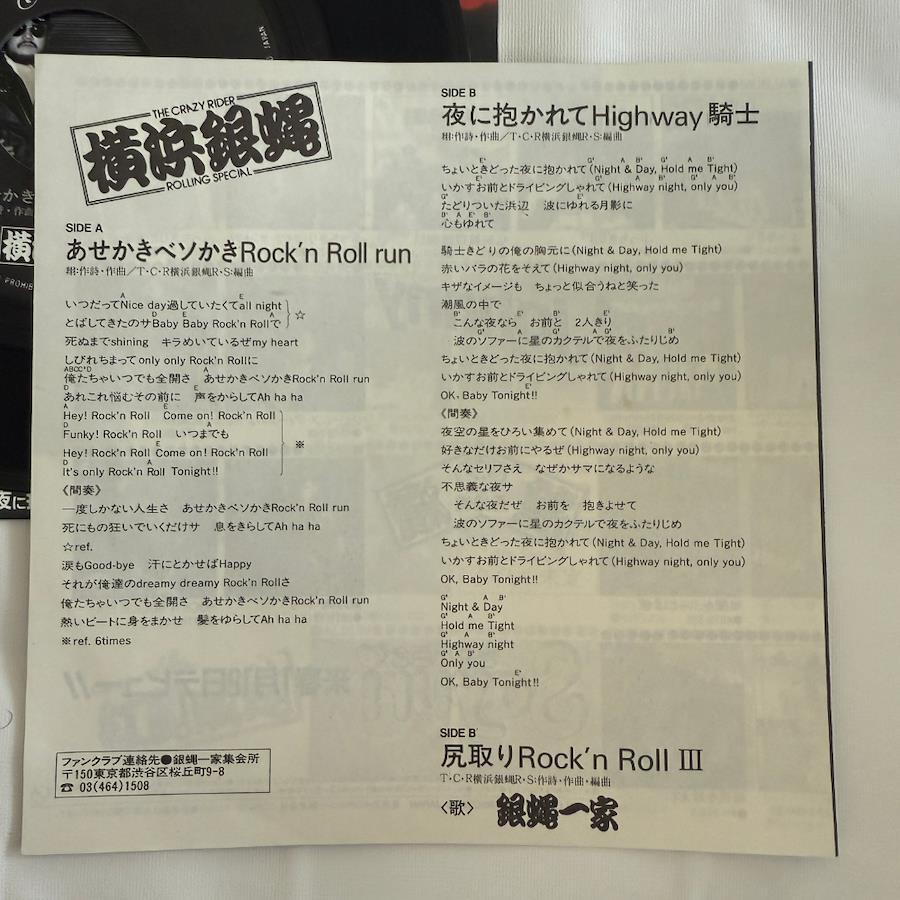 THE CRAZY RIDER
横浜銀蝿
ROLLING SPECIAL
SIDE A
あせかきベソかきRock'n Roll run
翔:作詩・作曲／T・C・R横浜銀蝿R・S:編曲
A E
いつだってNice day過していたくてall night
D E A
とばしてきたのサBaby Baby Rock'n Rollで
☆
死ぬまでshining キラめいているぜmy heart
しびれちまってonly only Rock'n Rollに
俺たちゃいつでも全開さ あせかきベソかきRock'n Roll run
D E
あれこれ悩むその前に 声をからしてAh ha ha
A E
Hey! Rock'n Roll Come on! Rock'n Roll
D A
Funky! Rock'n Roll いつまでも
E
Hey! Rock'n Roll Come on! Rock'n Roll
D A
It's only Rock'n Roll Tonight!!
※
《間奏》
一度しかない人生さ あせかきベソかきRock'n Roll run
死にもの狂いでいくだけサ 息をきらしてAh ha ha
☆ref.
涙もGood-bye 汗にとかせばHappy
それが俺達のdreamy dreamy Rock'n Rollさ
俺たちゃいつでも全開さ あせかきベソかきRock'n Roll run
熱いビートに身をまかせ 髪をゆらしてAh ha ha
※ref. 6times
ファンクラブ連絡先●銀蝿一家集会所
〒150東京都渋谷区桜丘町9-8
☎ 03(464)1508
SIDE B
夜に抱かれてHighway 騎士
翔:作詩・作曲／T・C・R横浜銀蝿R・S:編曲
ちょいときどった夜に抱かれて(Night & Day, Hold me Tight)
いかすお前とドライビングしゃれて(Highway night, only you)
たどりついた浜辺 波にゆれる月影に
心もゆれて
騎士きどりの俺の胸元に(Night & Day, Hold me Tight)
赤いバラの花をそえて(Highway night, only you)
キザなイメージも ちょっと似合うねと笑った
潮風の中で
こんな夜なら お前と 2人きり
波のソファーに星のカクテルで夜をふたりじめ
ちょいときどった夜に抱かれて(Night & Day, Hold me Tight)
いかすお前とドライビングしゃれて(Highway night, only you)
OK, Baby Tonight!!
《間奏》
夜空の星をひろい集めて(Night & Day, Hold me Tight)
好きなだけお前にやるぜ(Highway night, only you)
そんなセリフさえ なぜかサマになるような
不思議な夜サ
そんな夜だぜ お前を 抱きよせて
波のソファーに星のカクテルで夜をふたりじめ
ちょいときどった夜に抱かれて(Night & Day, Hold me Tight)
いかすお前とドライビングしゃれて(Highway night, only you)
OK, Baby Tonight!!
Night & Day
Hold me Tight
Highway night
Only you
OK, Baby Tonight!!
SIDE B'
尻取りRock'n Roll III
T・C・R横浜銀蝿R・S:作詩・作曲・編曲
〈歌〉 銀蝿一家